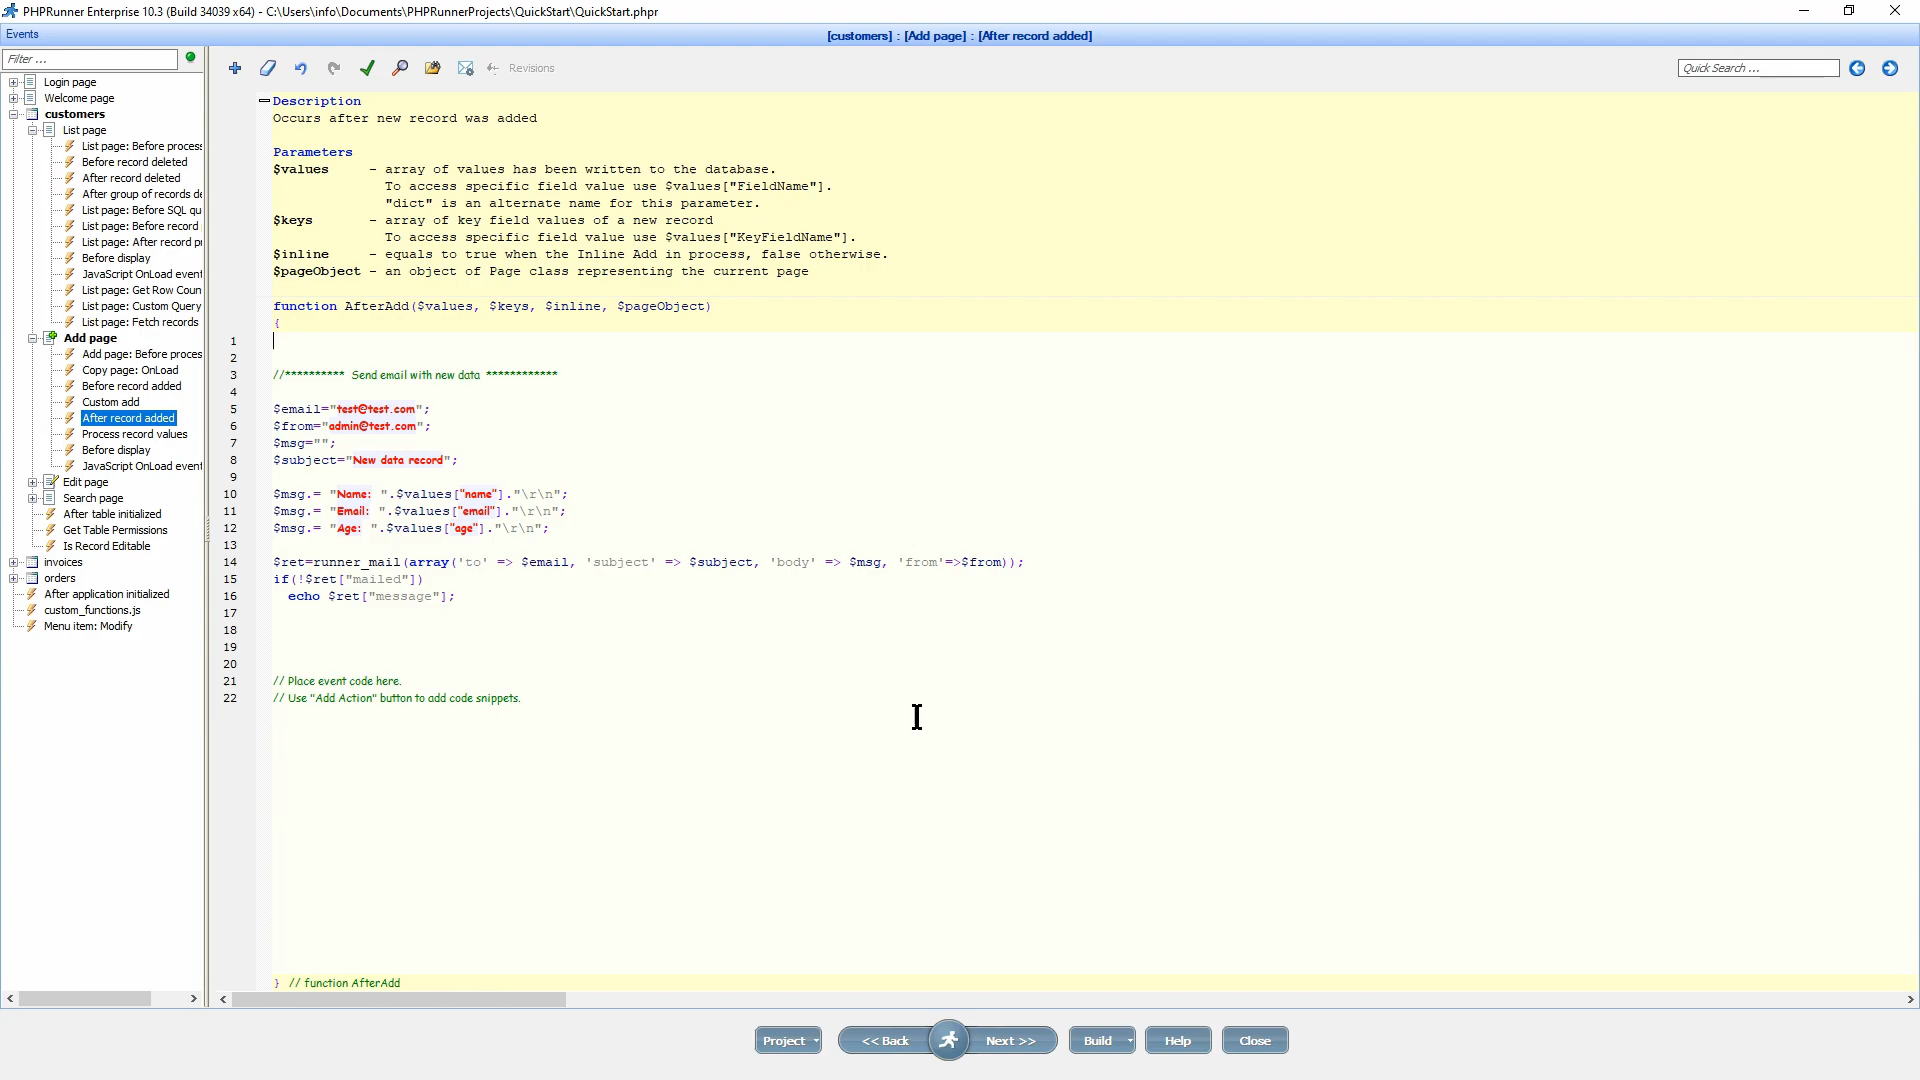 PHPRunner Enterprise 10.3 (Build 34039 x64) - C:\Users\info\Documents\PHPRunnerProjects\QuickStart\QuickStart.phpr
Events
[customers] : [Add page] : [After record added]
Filter ...
Revisions
Quick Search ...
Login page
Welcome page
customers
List page
List page: Before process
Before record deleted
After record deleted
After group of records de
List page: Before SQL qu
List page: Before record
List page: After record pr
Before display
JavaScript OnLoad event
List page: Get Row Coun
List page: Custom Query
List page: Fetch records
Add page
Add page: Before proces
Copy page: OnLoad
Before record added
Custom add
After record added
Process record values
Before display
JavaScript OnLoad event
Edit page
Search page
After table initialized
Get Table Permissions
Is Record Editable
invoices
orders
After application initialized
custom_functions.js
Menu item: Modify
Description
Occurs after new record was added
Parameters
$values - array of values has been written to the database.
To access specific field value use $values["FieldName"].
"dict" is an alternate name for this parameter.
$keys - array of key field values of a new record
To access specific field value use $values["KeyFieldName"].
$inline - equals to true when the Inline Add in process, false otherwise.
$pageObject - an object of Page class representing the current page
function AfterAdd($values, $keys, $inline, $pageObject)
{
1
2
3 //********** Send email with new data ************
4
5 $email="test@test.com";
6 $from="admin@test.com";
7 $msg="";
8 $subject="New data record";
9
10 $msg.= "Name: ".$values["name"]."\r\n";
11 $msg.= "Email: ".$values["email"]."\r\n";
12 $msg.= "Age: ".$values["age"]."\r\n";
13
14 $ret=runner_mail(array('to' => $email, 'subject' => $subject, 'body' => $msg, 'from'=>$from));
15 if(!$ret["mailed"])
16 echo $ret["message"];
17
18
19
20
21 // Place event code here.
22 // Use "Add Action" button to add code snippets.
} // function AfterAdd
Project
<< Back
Next >>
Build
Help
Close